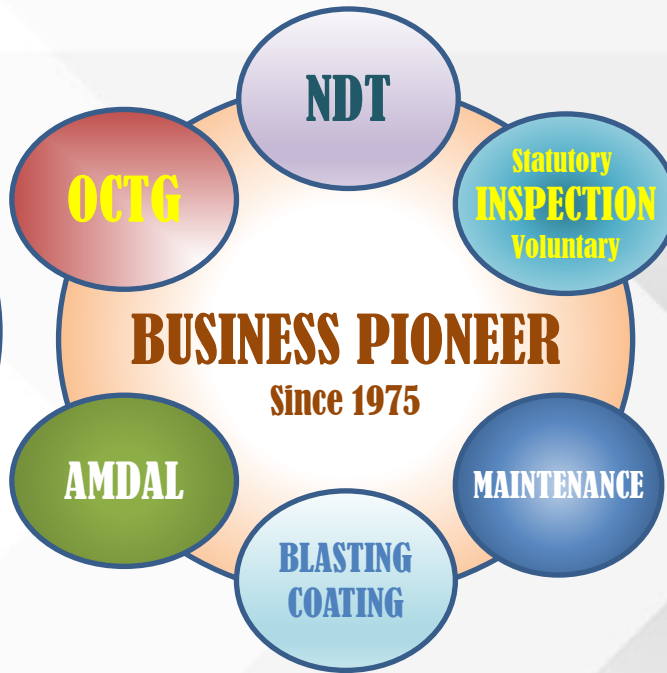 NDT
OCTG
Statutory
INSPECTION
Voluntary
BUSINESS PIONEER
Since 1975
AMDAL
MAINTENANCE
BLASTING
COATING